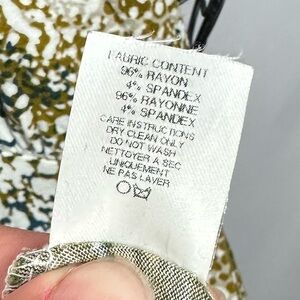 FABRIC CONTENT
96% RAYON
4% SPANDEX
96% RAYONNE
4% SPANDEX
CARE INSTRUCTIONS
DRY CLEAN ONLY
DO NOT WASH
NETTOYER A SEC
UNIQUEMENT
NE PAS LAVER